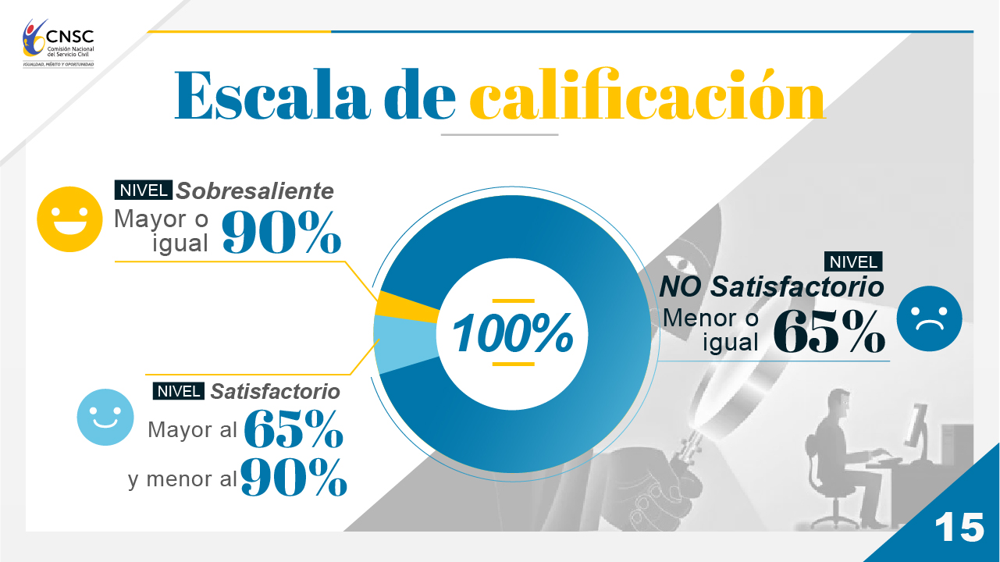 CNSC
Comisión Nacional
del Servicio Civil
IGUALDAD, MÉRITO Y OPORTUNIDAD
Escala de calificación
NIVEL Sobresaliente
Mayor o
igual 90%
NIVEL
NO Satisfactorio
Menor o
igual 65%
100%
NIVEL Satisfactorio
Mayor al 65%
y menor al 90%
15